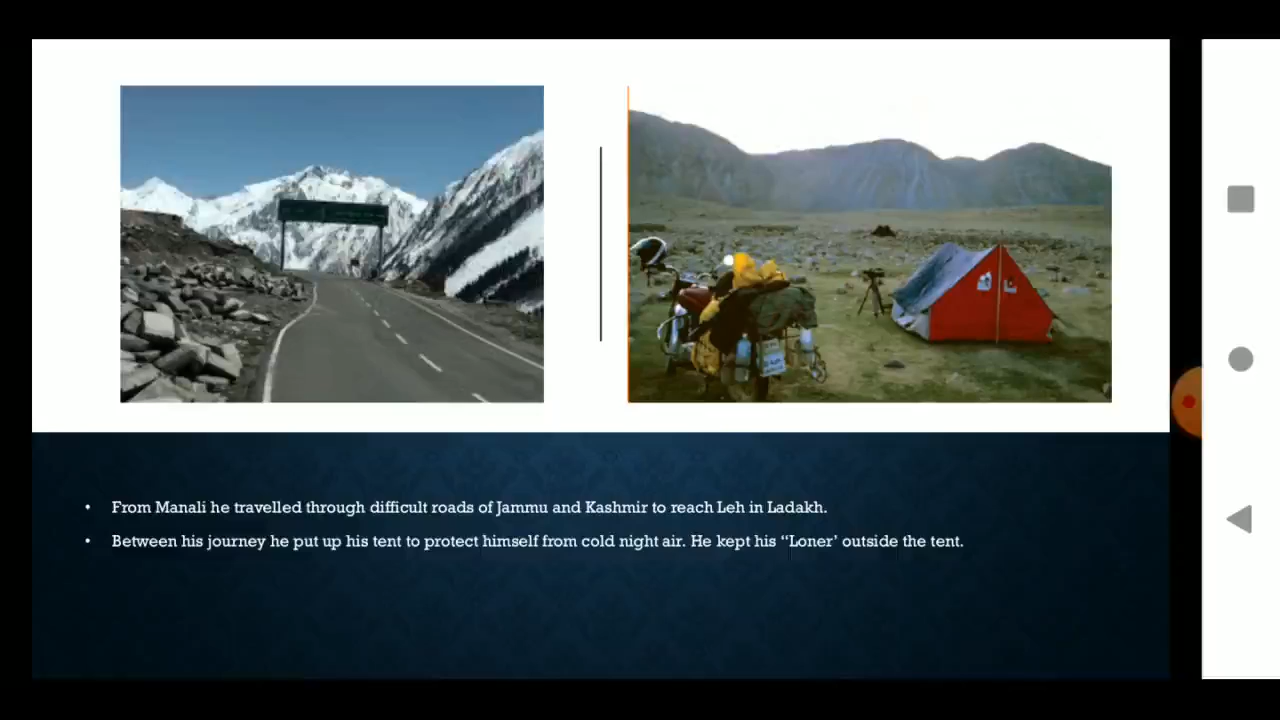 From Manali he travelled through difficult roads of Jammu and Kashmir to reach Leh in Ladakh.
Between his journey he put up his tent to protect himself from cold night air. He kept his “Loner’ outside the tent.